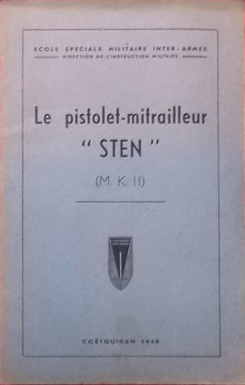 ECOLE SPECIALE MILITAIRE INTER-ARMES
DIRECTION DE L'INSTRUCTION MILITAIRE
Le pistolet-mitrailleur
“ STEN ”
(M. K. II)
COËTQUIDAN 1948